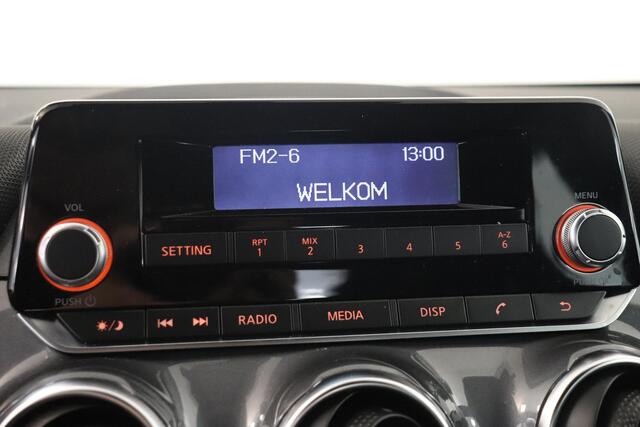 FM2-6 13:00
WELKOM
VOL
MENU
SETTING RPT 1 MIX 2 3 4 5 A-Z 6
PUSH
RADIO MEDIA DISP